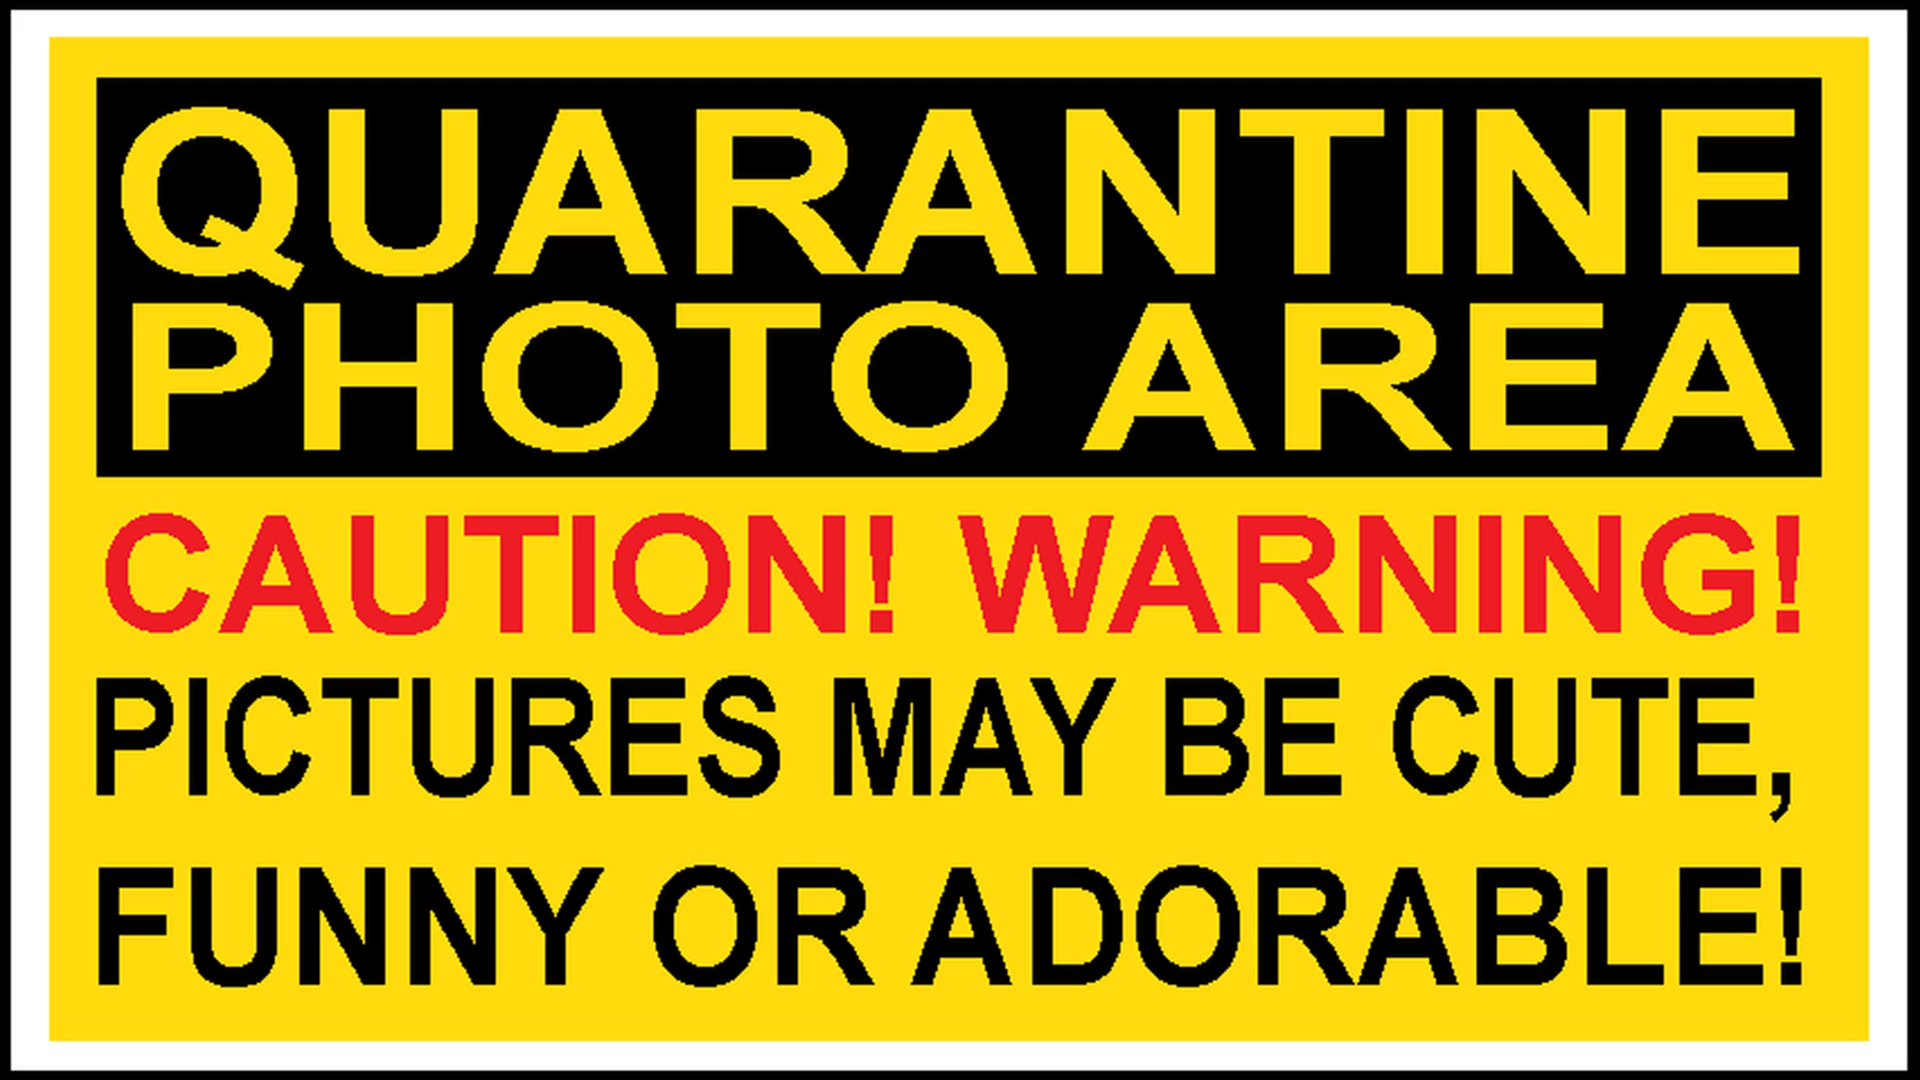 QUARANTINE
PHOTO AREA
CAUTION! WARNING!
PICTURES MAY BE CUTE,
FUNNY OR ADORABLE!